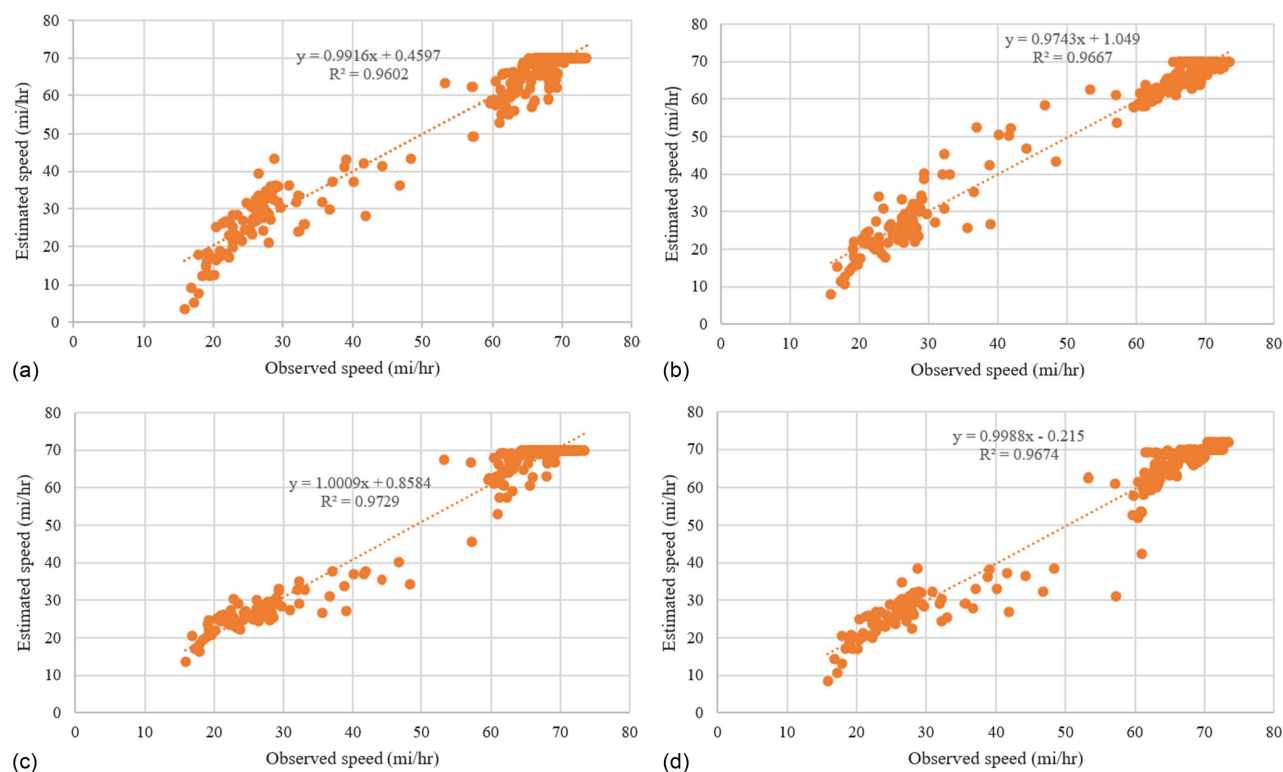 80
70
60
50
40
30
20
10
0
Estimated speed (mi/hr)
y = 0.9916x + 0.4597
R² = 0.9602
0 10 20 30 40 50 60 70 80
Observed speed (mi/hr)
(a)
80
70
60
50
40
30
20
10
0
Estimated speed (mi/hr)
y = 0.9743x + 1.049
R² = 0.9667
0 10 20 30 40 50 60 70 80
Observed speed (mi/hr)
(b)
80
70
60
50
40
30
20
10
0
Estimated speed (mi/hr)
y = 1.0009x + 0.8584
R² = 0.9729
0 10 20 30 40 50 60 70 80
Observed speed (mi/hr)
(c)
80
70
60
50
40
30
20
10
0
Estimated speed (mi/hr)
y = 0.9988x - 0.215
R² = 0.9674
0 10 20 30 40 50 60 70 80
Observed speed (mi/hr)
(d)